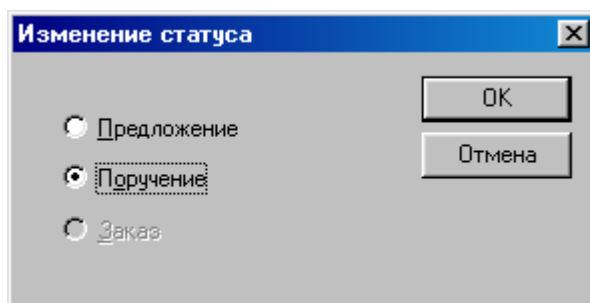 Изменение статуса
OK
Предложение
Отмена
Поручение
Заказ